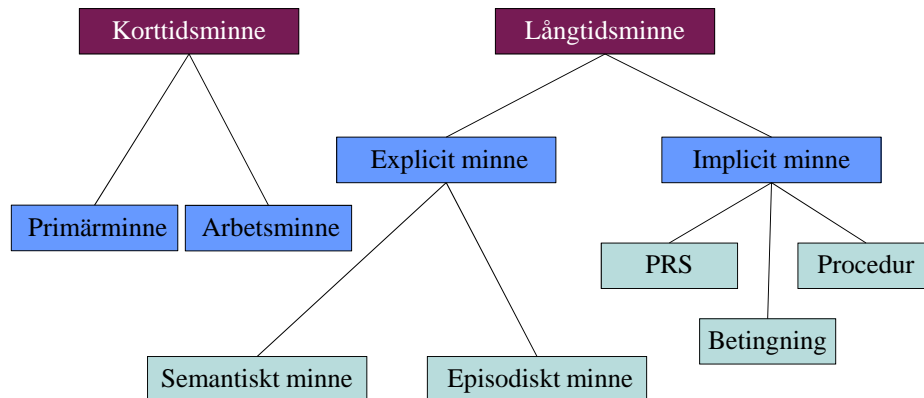 Korttidsminne
Långtidsminne
Explicit minne
Implicit minne
Primärminne
Arbetsminne
PRS
Procedur
Betingning
Semantiskt minne
Episodiskt minne